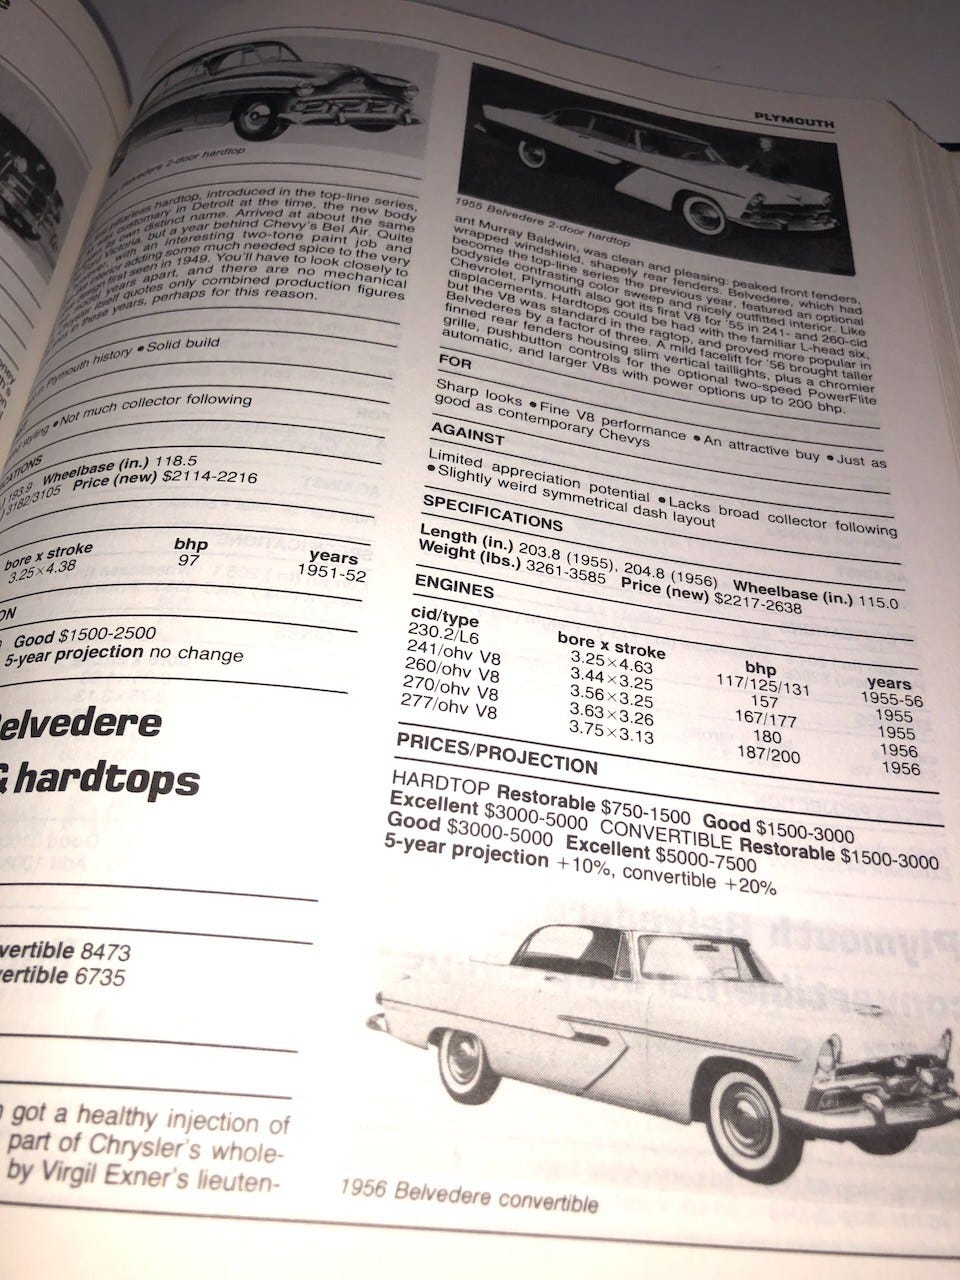 PLYMOUTH
Belvedere 2-door hardtop
hardtop, introduced in the top-line series,
customary in Detroit at the time, the new body
own distinct name. Arrived at about the same
Victoria, but a year behind Chevy's Bel Air. Quite
with an interesting two-tone paint job and
interior adding some much needed spice to the very
first seen in 1949. You'll have to look closely to
model years apart, and there are no mechanical
Chrysler itself quotes only combined production figures
in these years, perhaps for this reason.
Plymouth history • Solid build
styling • Not much collector following
193.9 Wheelbase (in.) 118.5
3182/3105 Price (new) $2114-2216
bore x stroke bhp years
3.25×4.38 97 1951-52
ON
Good $1500-2500
5-year projection no change
elvedere
& hardtops
vertible 8473
ertible 6735
got a healthy injection of
part of Chrysler's whole-
by Virgil Exner's lieuten-
1955 Belvedere 2-door hardtop
ant Murray Baldwin, was clean and pleasing: peaked front fenders,
wrapped windshield, shapely rear fenders. Belvedere, which had
become the top-line series the previous year, featured an optional
bodyside contrasting color sweep and nicely outfitted interior. Like
Chevrolet, Plymouth also got its first V8 for '55 in 241- and 260-cid
displacements. Hardtops could be had with the familiar L-head six,
but the V8 was standard in the ragtop, and proved more popular in
Belvederes by a factor of three. A mild facelift for '56 brought taller
finned rear fenders housing slim vertical taillights, plus a chromier
grille, pushbutton controls for the optional two-speed PowerFlite
automatic, and larger V8s with power options up to 200 bhp.
FOR
Sharp looks • Fine V8 performance • An attractive buy • Just as
good as contemporary Chevys
AGAINST
Limited appreciation potential • Lacks broad collector following
• Slightly weird symmetrical dash layout
SPECIFICATIONS
Length (in.) 203.8 (1955), 204.8 (1956) Wheelbase (in.) 115.0
Weight (lbs.) 3261-3585 Price (new) $2217-2638
ENGINES
cid/type bore x stroke bhp years
230.2/L6 3.25×4.63 117/125/131 1955-56
241/ohv V8 3.44×3.25 157 1955
260/ohv V8 3.56×3.25 167/177 1955
270/ohv V8 3.63×3.26 180 1956
277/ohv V8 3.75×3.13 187/200 1956
PRICES/PROJECTION
HARDTOP Restorable $750-1500 Good $1500-3000
Excellent $3000-5000 CONVERTIBLE Restorable $1500-3000
Good $3000-5000 Excellent $5000-7500
5-year projection +10%, convertible +20%
1956 Belvedere convertible